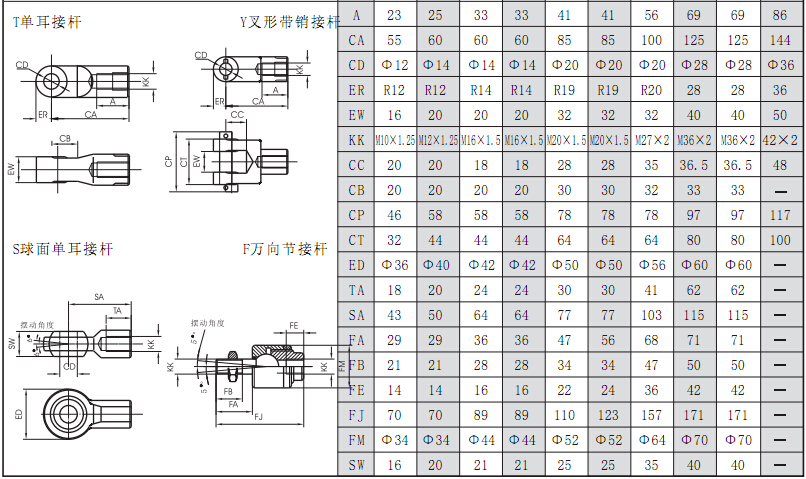 T单耳接杆
Y叉形带销接杆
CD
KK
A
ER
CA
CD
KK
A
ER
CA
CB
EW
CC
CP
CT
EW
S球面单耳接杆
F万向节接杆
SA
TA
摆动角度
SW
6°
6°
KK
CD
ED
摆动角度
FE
5°
5°
KK
KK
FM
FB
FA
FJ
A 23 25 33 33 41 41 56 69 69 86
CA 55 60 60 60 85 85 100 125 125 144
CD Φ12 Φ14 Φ14 Φ14 Φ20 Φ20 Φ20 Φ28 Φ28 Φ36
ER R12 R12 R14 R14 R19 R19 R20 28 28 36
EW 16 20 20 20 32 32 32 40 40 50
KK M10×1.25 M12×1.25 M16×1.5 M16×1.5 M20×1.5 M20×1.5 M27×2 M36×2 M36×2 42×2
CC 20 20 18 18 28 28 35 36.5 36.5 48
CB 20 20 20 20 30 30 32 33 33 —
CP 46 58 58 58 78 78 78 97 97 117
CT 32 44 44 44 64 64 64 80 80 100
ED Φ36 Φ40 Φ42 Φ42 Φ50 Φ50 Φ56 Φ60 Φ60 —
TA 18 20 24 24 30 30 41 62 62 —
SA 43 50 64 64 77 77 103 115 115 —
FA 29 29 36 36 47 56 68 71 71 —
FB 21 21 28 28 34 34 47 50 50 —
FE 14 14 16 16 22 24 36 42 42 —
FJ 70 70 89 89 110 123 157 171 171 —
FM Φ34 Φ34 Φ44 Φ44 Φ52 Φ52 Φ64 Φ70 Φ70 —
SW 16 20 21 21 25 25 35 40 40 —